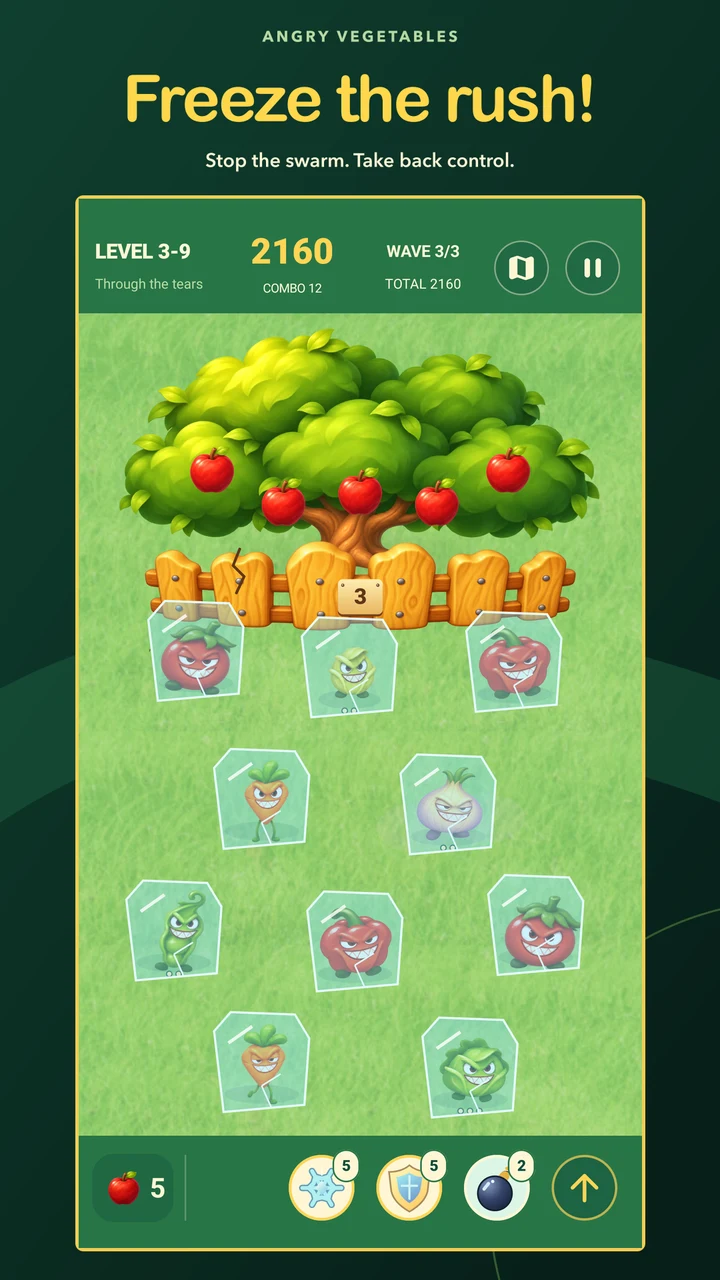 ANGRY VEGETABLES
Freeze the rush!
Stop the swarm. Take back control.
LEVEL 3-9
2160
WAVE 3/3
Through the tears
COMBO 12
TOTAL 2160
3
5
5
5
2